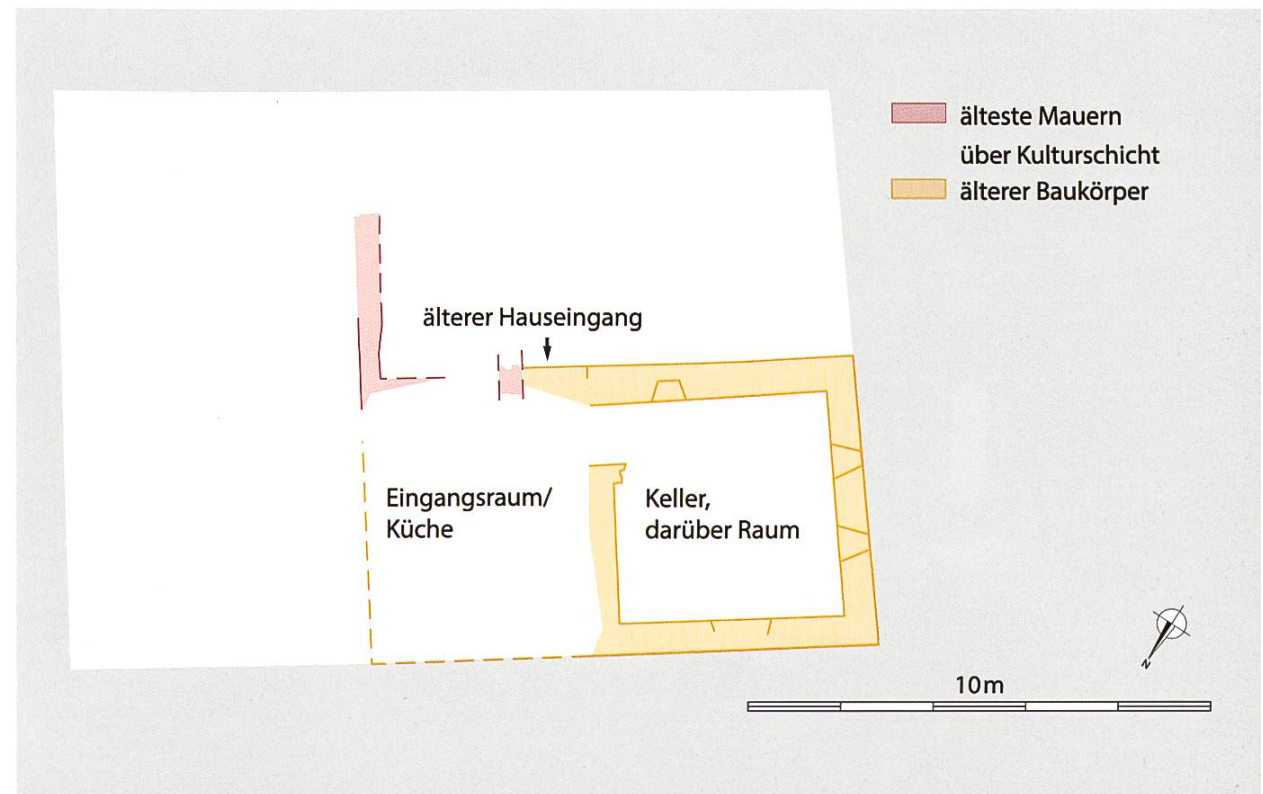 älteste Mauern
über Kulturschicht
älterer Baukörper
älterer Hauseingang
Eingangsraum/
Küche
Keller,
darüber Raum
N
10m